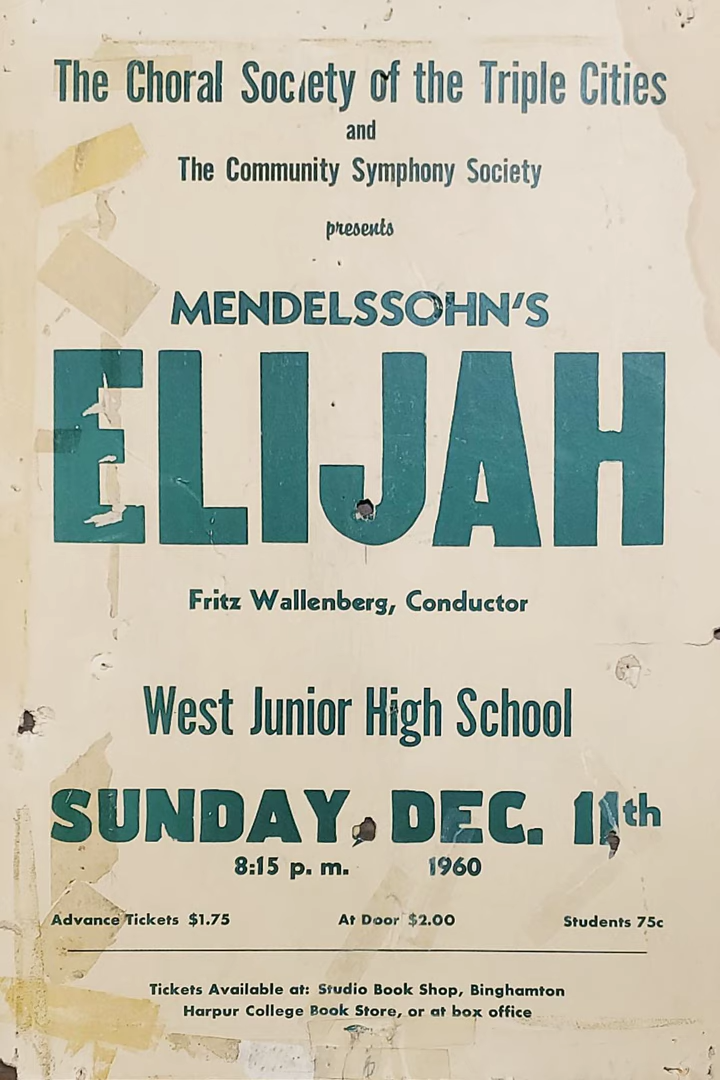 The Choral Society of the Triple Cities
and
The Community Symphony Society
presents
MENDELSSOHN'S
ELIJAH
Fritz Wallenberg, Conductor
West Junior High School
SUNDAY, DEC. 11th
8:15 p. m. 1960
Advance Tickets $1.75 At Door $2.00 Students 75c
Tickets Available at: Studio Book Shop, Binghamton
Harpur College Book Store, or at box office